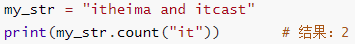 my_str = "itheima and itcast"
print(my_str.count("it"))        # 结果：2